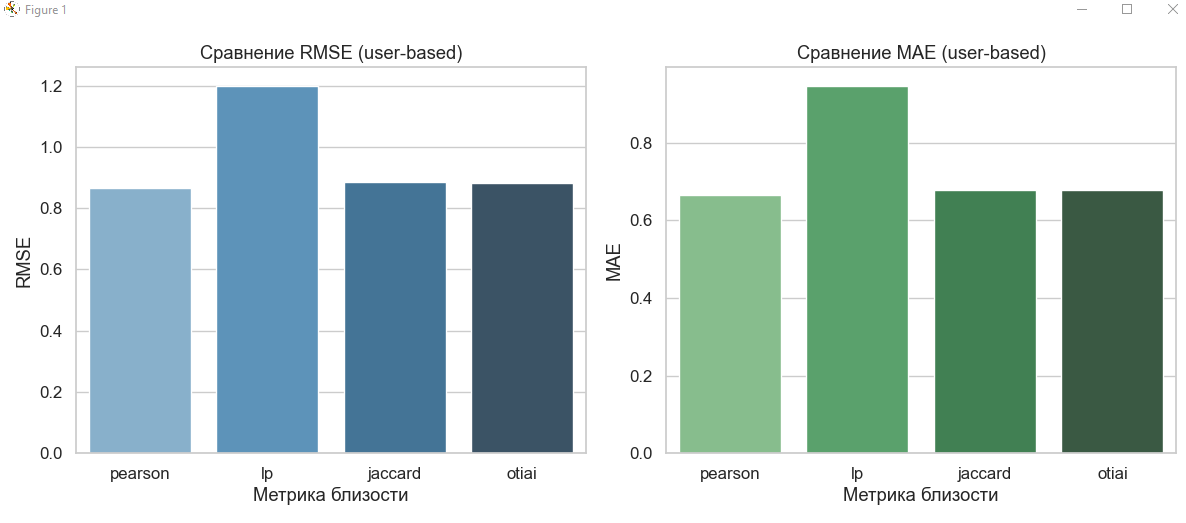 Figure 1
Сравнение RMSE (user-based)
1.2
1.0
0.8
0.6
0.4
0.2
0.0
RMSE
pearson lp jaccard otiai
Метрика близости
Сравнение MAE (user-based)
0.8
0.6
0.4
0.2
0.0
MAE
pearson lp jaccard otiai
Метрика близости